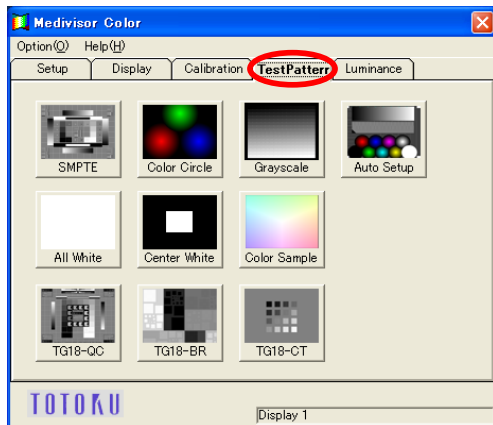 Medivisor Color
Option(O) Help(H)
Setup Display Calibration TestPattern Luminance
SMPTE Color Circle Grayscale Auto Setup
All White Center White Color Sample
TG18-QC TG18-BR TG18-CT
TOTOKU
Display 1